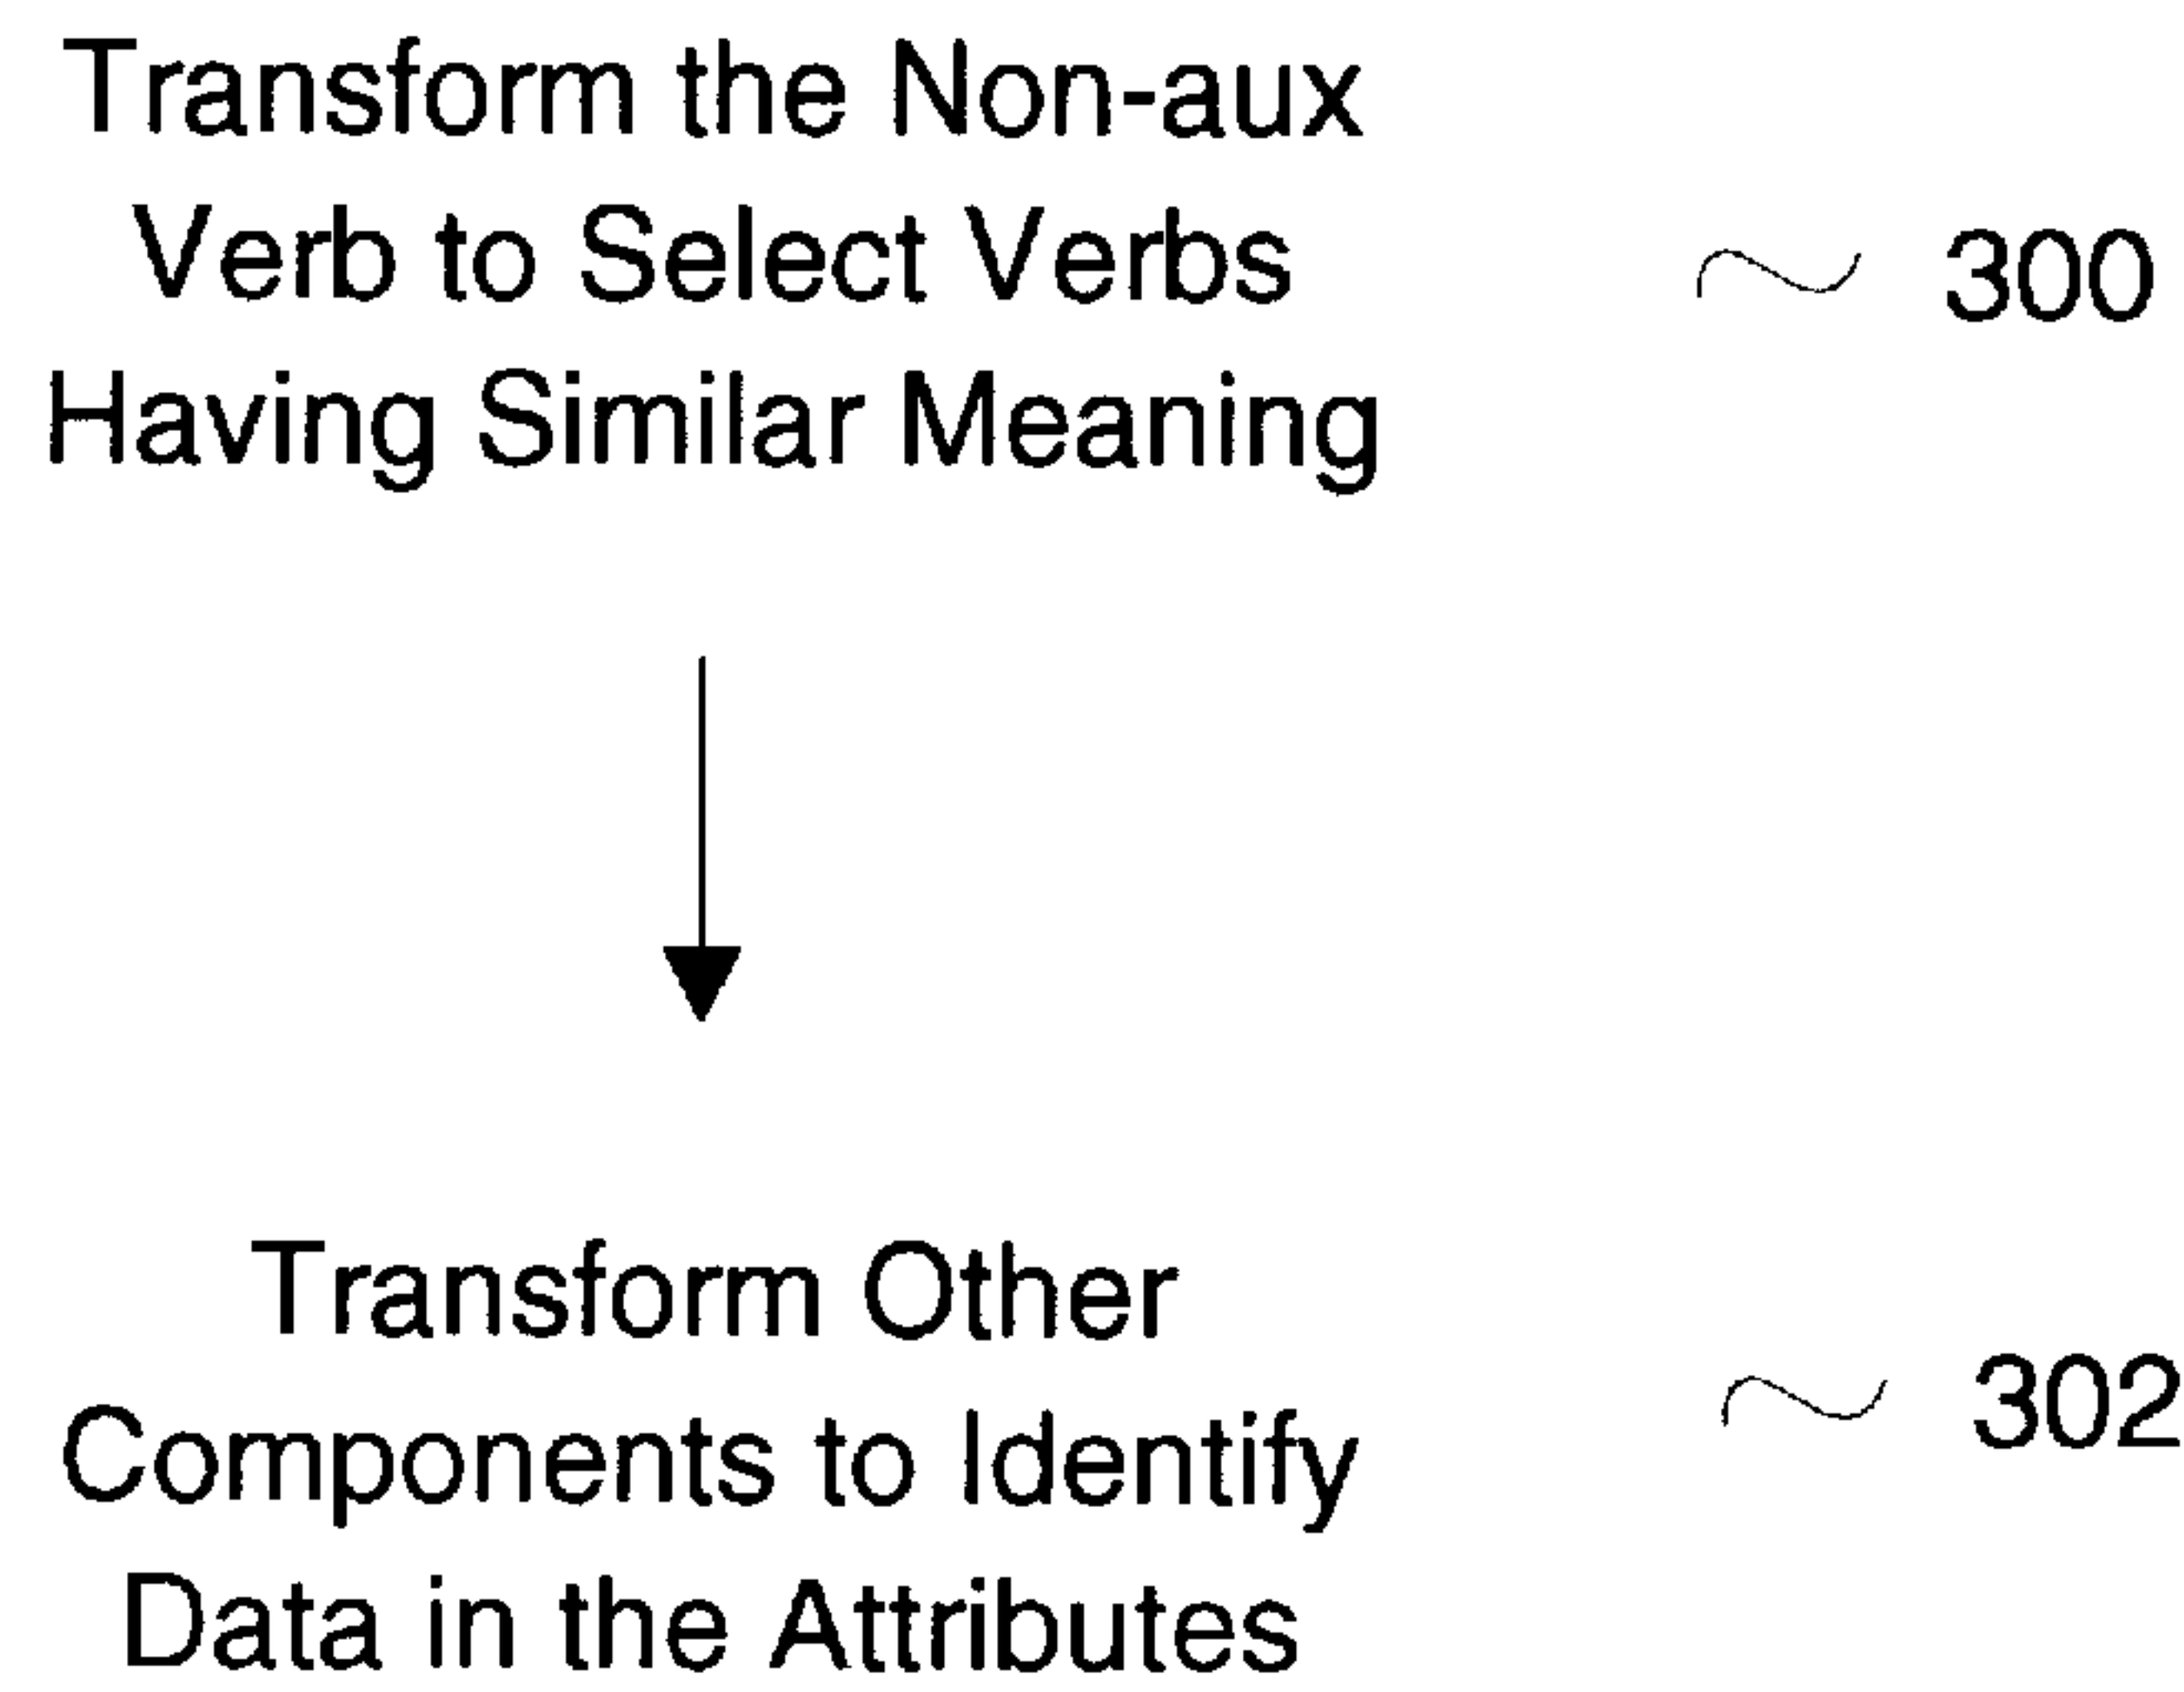 Transform the Non-aux
Verb to Select Verbs
300
Having Similar Meaning
Transform Other
Components to Identify
302
Data in the Attributes